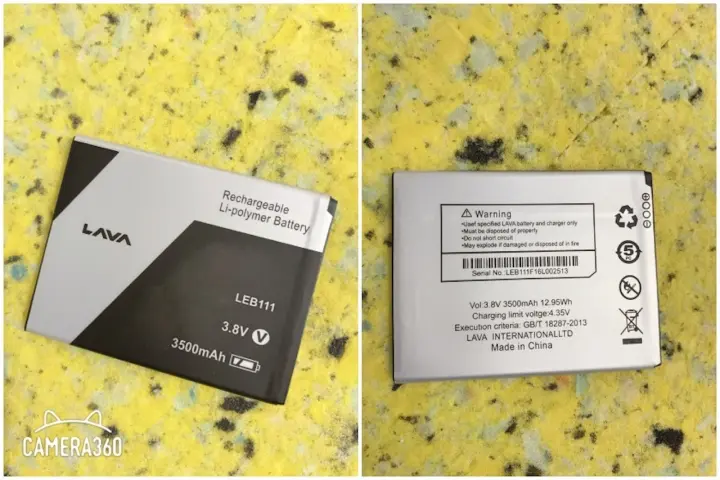 LAVA
Rechargeable
Li-polymer Battery
LEB111
3.8V V
3500mAh
CAMERA360
Warning
•Usef specified LAVA battery and charger only
•Must be disposed of properly
•Do not short circuit
•May explode if damaged or disposed of in fire
Serial No.:LEB111F16L002513
Vol:3.8V 3500mAh 12.95Wh
Charging limit voltge:4.35V
Execution criteria: GB/T 18287-2013
LAVA INTERNATIONALLTD
Made in China
5